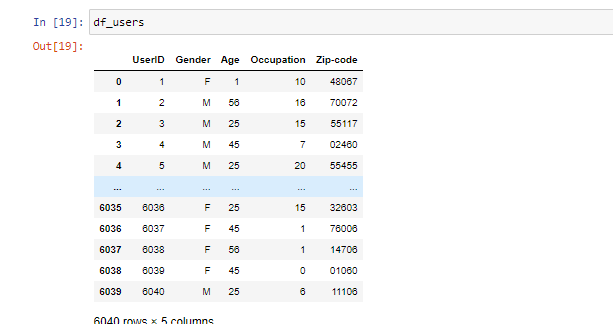 In [19]: df_users
Out[19]:
UserID Gender Age Occupation Zip-code
0 1 F 1 10 48067
1 2 M 56 16 70072
2 3 M 25 15 55117
3 4 M 45 7 02460
4 5 M 25 20 55455
... ... ... ... ... ...
6035 6036 F 25 15 32603
6036 6037 F 45 1 76006
6037 6038 F 56 1 14706
6038 6039 F 45 0 01060
6039 6040 M 25 6 11106
6040 rows × 5 columns